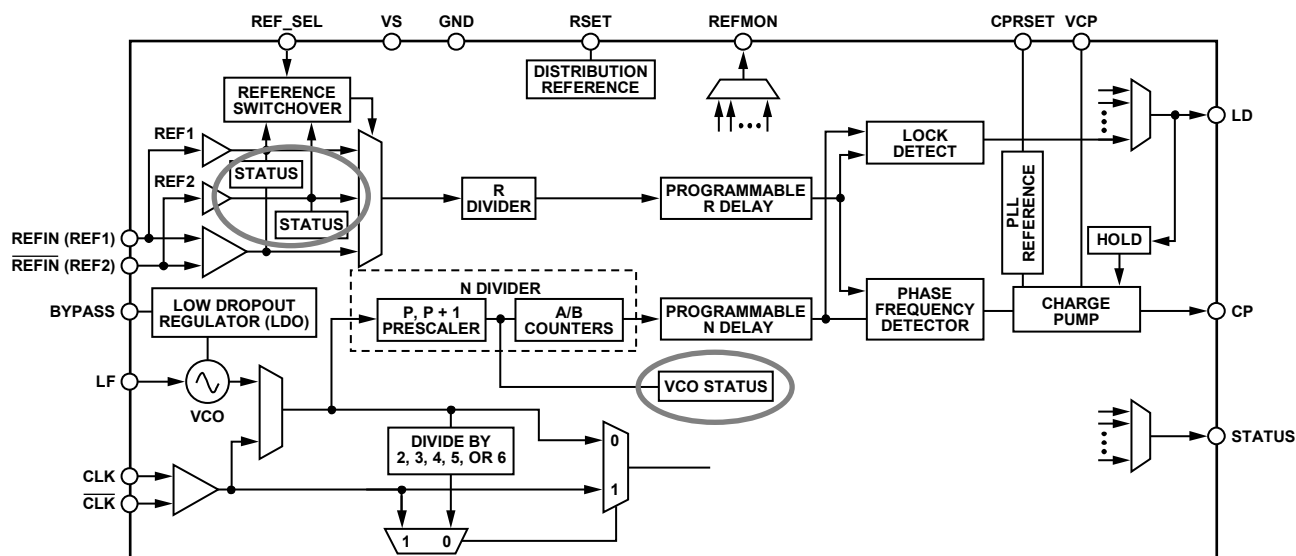 REF_SEL VS GND RSET REFMON CPRSET VCP
DISTRIBUTION
REFERENCE
REFERENCE
SWITCHOVER
REF1
STATUS
REF2
STATUS
REFIN (REF1)
REFIN (REF2)
R
DIVIDER
PROGRAMMABLE
R DELAY
LOCK
DETECT
PLL
REFERENCE
LD
HOLD
N DIVIDER
P, P + 1
PRESCALER
A/B
COUNTERS
PROGRAMMABLE
N DELAY
PHASE
FREQUENCY
DETECTOR
CHARGE
PUMP
CP
BYPASS
LOW DROPOUT
REGULATOR (LDO)
LF
VCO
VCO STATUS
STATUS
DIVIDE BY
2, 3, 4, 5, OR 6
0
1
CLK
CLK
1 0